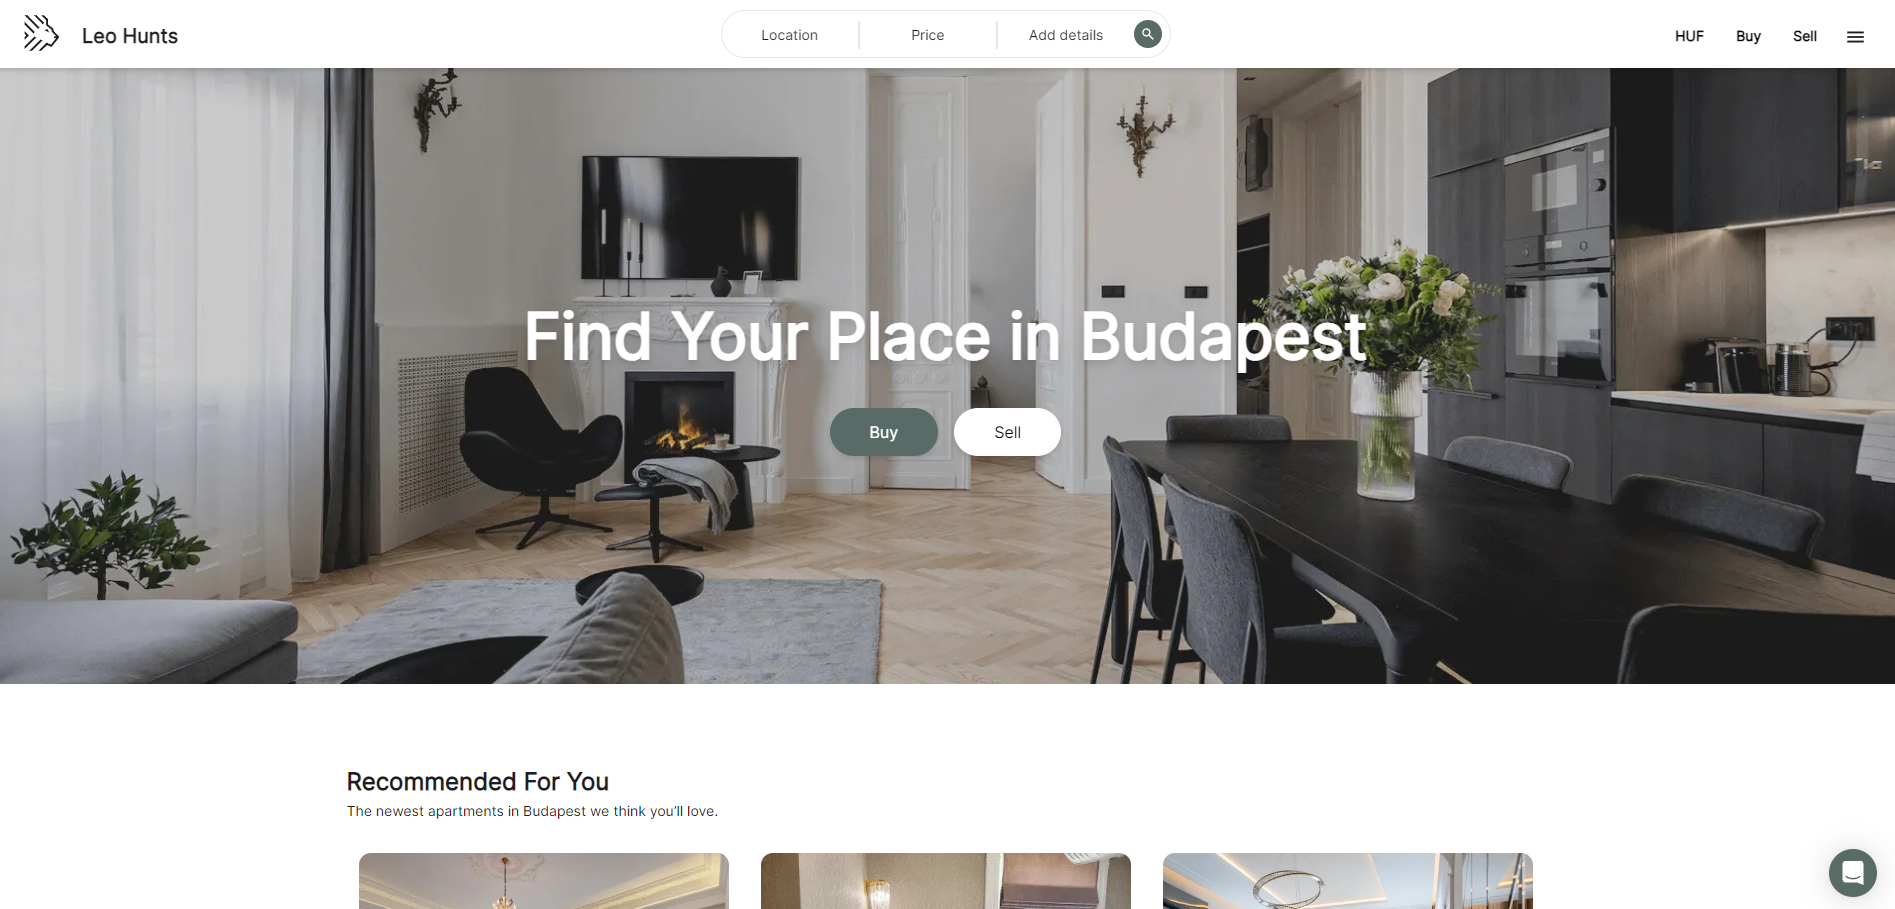 Leo Hunts
Location
Price
Add details
HUF
Buy
Sell
Find Your Place in Budapest
Buy
Sell
Recommended For You
The newest apartments in Budapest we think you'll love.